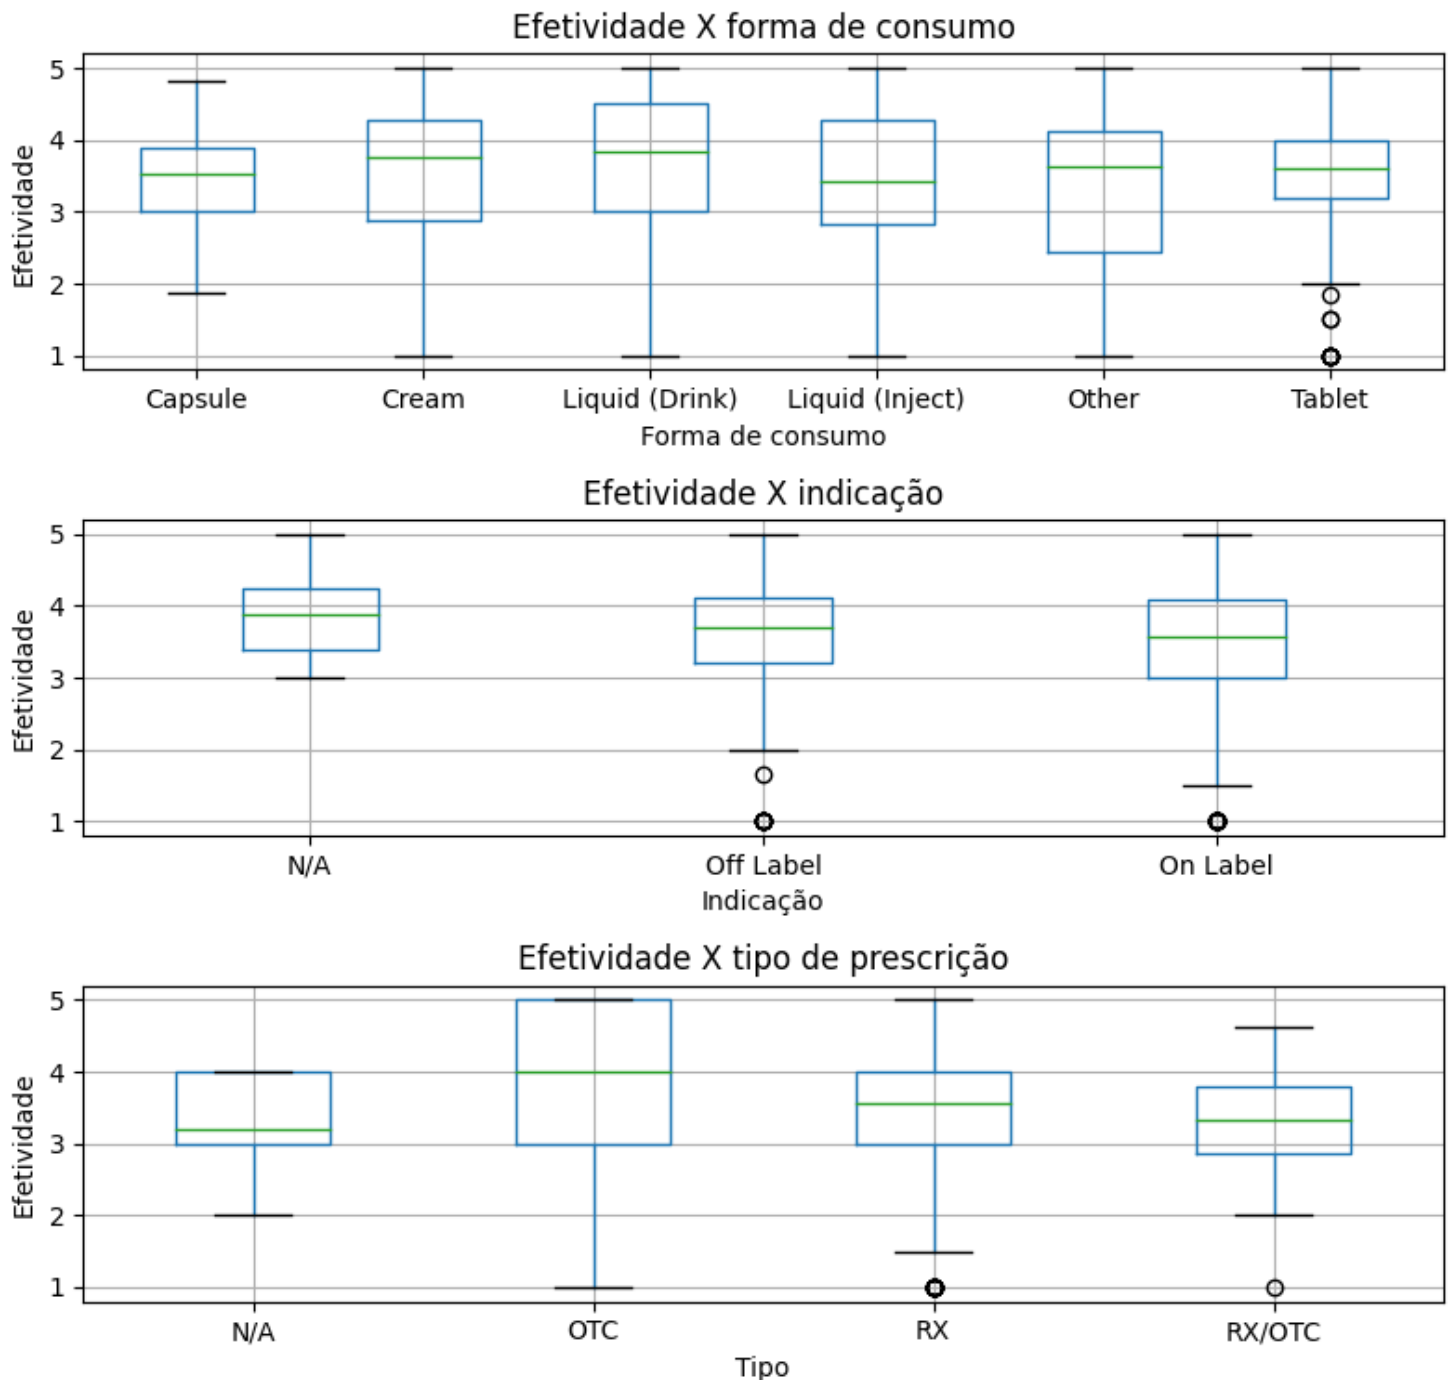 Efetividade X forma de consumo
Efetividade
5
4
3
2
1
Capsule Cream Liquid (Drink) Liquid (Inject) Other Tablet
Forma de consumo
Efetividade X indicação
Efetividade
5
4
3
2
1
N/A Off Label On Label
Indicação
Efetividade X tipo de prescrição
Efetividade
5
4
3
2
1
N/A OTC RX RX/OTC
Tipo